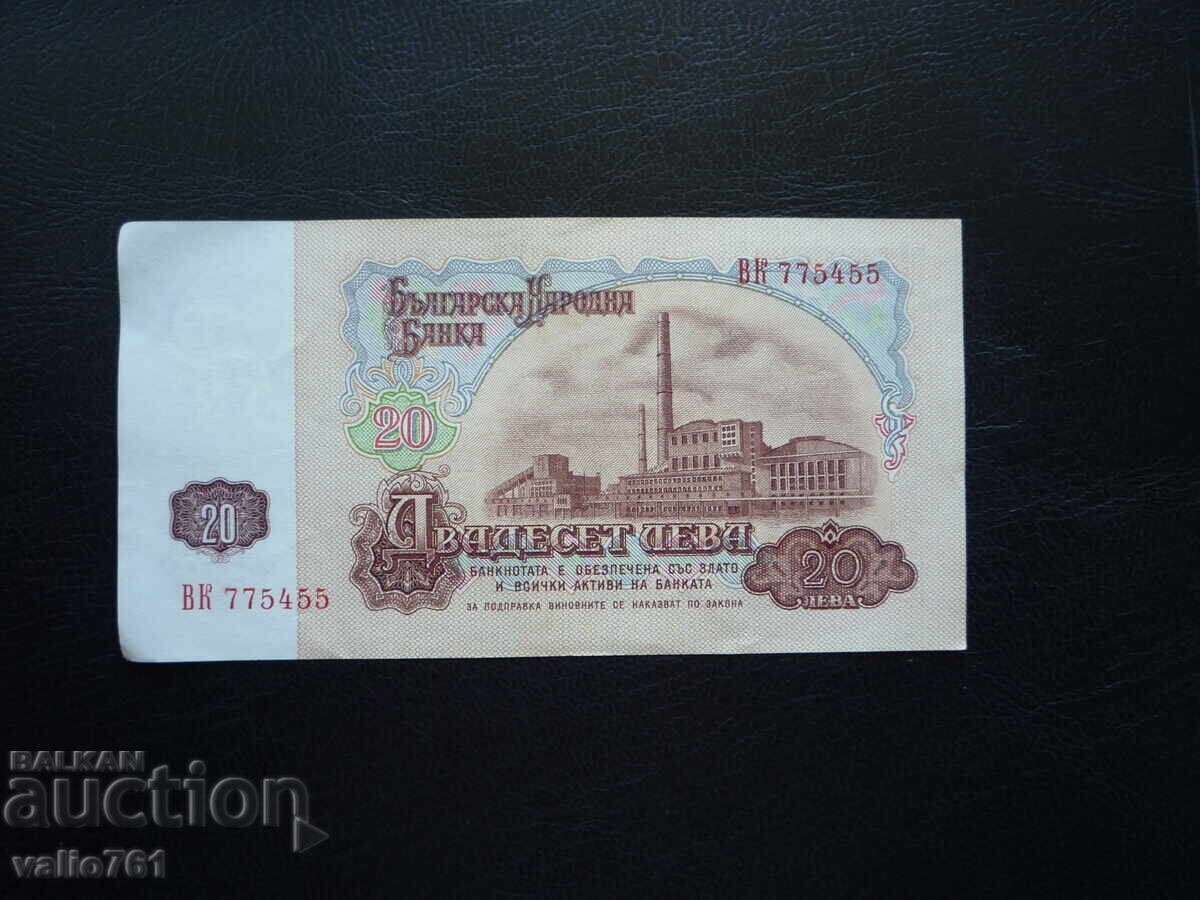 ВК 775455
Българска Народна
Банка
20
Двадесет лева
Банкнотата е обезпечена със злато
и всички активи на банката
За подправка виновните се наказват по закона
20
лева
20
ВК 775455
BALKAN
auction
valio761